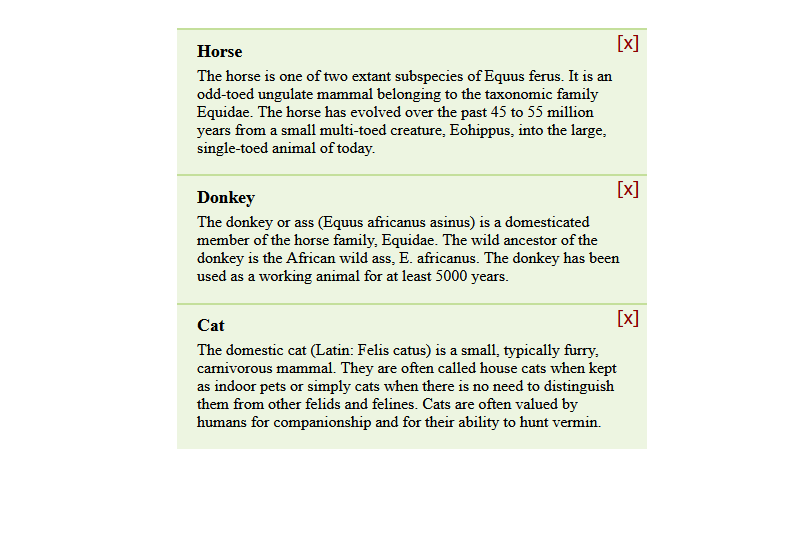 [x]
Horse
The horse is one of two extant subspecies of Equus ferus. It is an
odd-toed ungulate mammal belonging to the taxonomic family
Equidae. The horse has evolved over the past 45 to 55 million
years from a small multi-toed creature, Eohippus, into the large,
single-toed animal of today.
[x]
Donkey
The donkey or ass (Equus africanus asinus) is a domesticated
member of the horse family, Equidae. The wild ancestor of the
donkey is the African wild ass, E. africanus. The donkey has been
used as a working animal for at least 5000 years.
[x]
Cat
The domestic cat (Latin: Felis catus) is a small, typically furry,
carnivorous mammal. They are often called house cats when kept
as indoor pets or simply cats when there is no need to distinguish
them from other felids and felines. Cats are often valued by
humans for companionship and for their ability to hunt vermin.